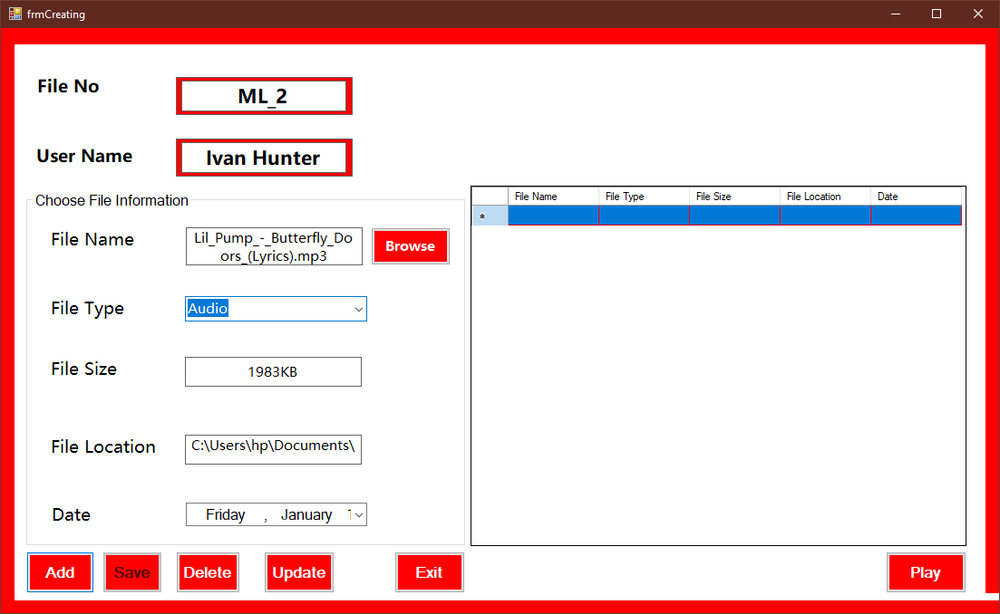 frmCreating
File No
ML_2
User Name
Ivan Hunter
Choose File Information
File Name
Lil_Pump_-_Butterfly_Do
ors_(Lyrics).mp3
Browse
File Type
Audio
File Size
1983KB
File Location
C:\Users\hp\Documents\
Date
Friday , January
File Name File Type File Size File Location Date
Add Save Delete Update Exit Play